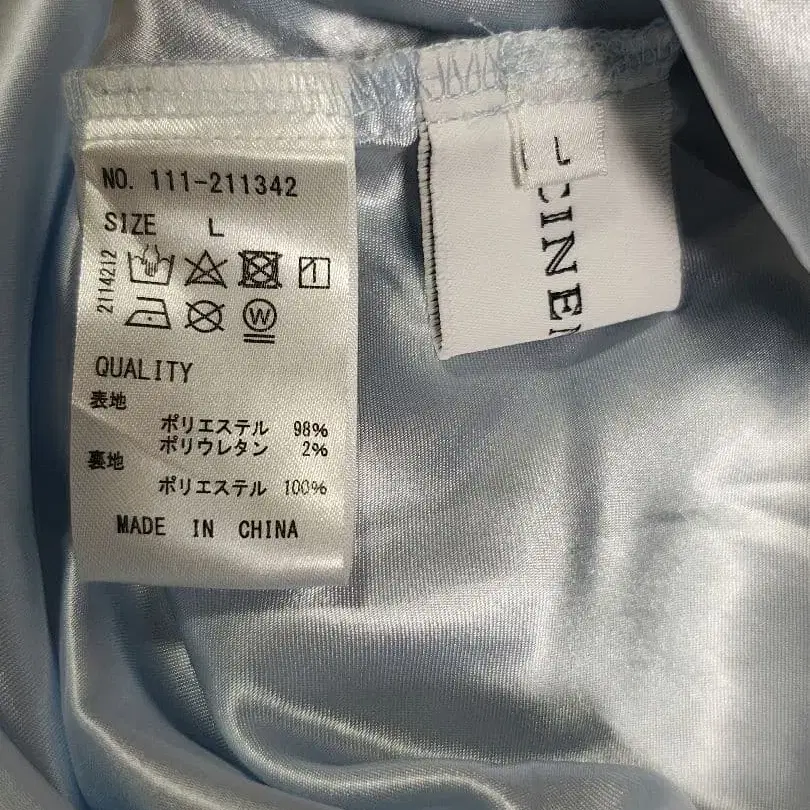 NO. 111-211342
SIZE L
2114212
W
QUALITY
表地
ポリエステル 98%
ポリウレタン 2%
裏地
ポリエステル 100%
MADE IN CHINA
L
CINE